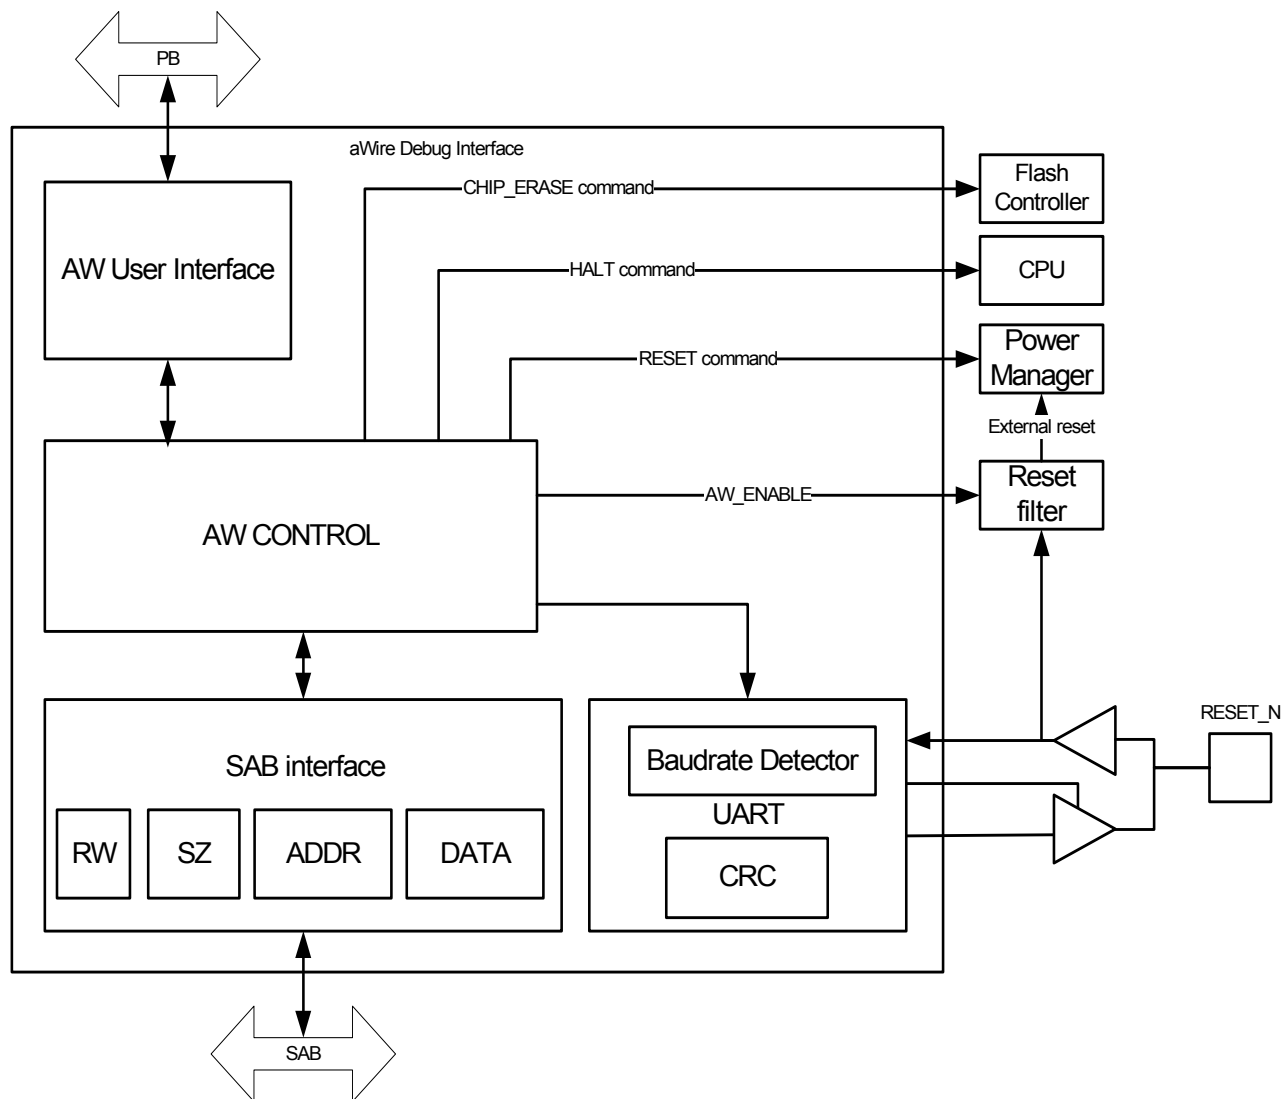 PB
aWire Debug Interface
CHIP_ERASE command
Flash
Controller
AW User Interface
HALT command
CPU
RESET command
Power
Manager
External reset
AW CONTROL
AW_ENABLE
Reset
filter
RESET_N
SAB interface
RW
SZ
ADDR
DATA
Baudrate Detector
UART
CRC
SAB